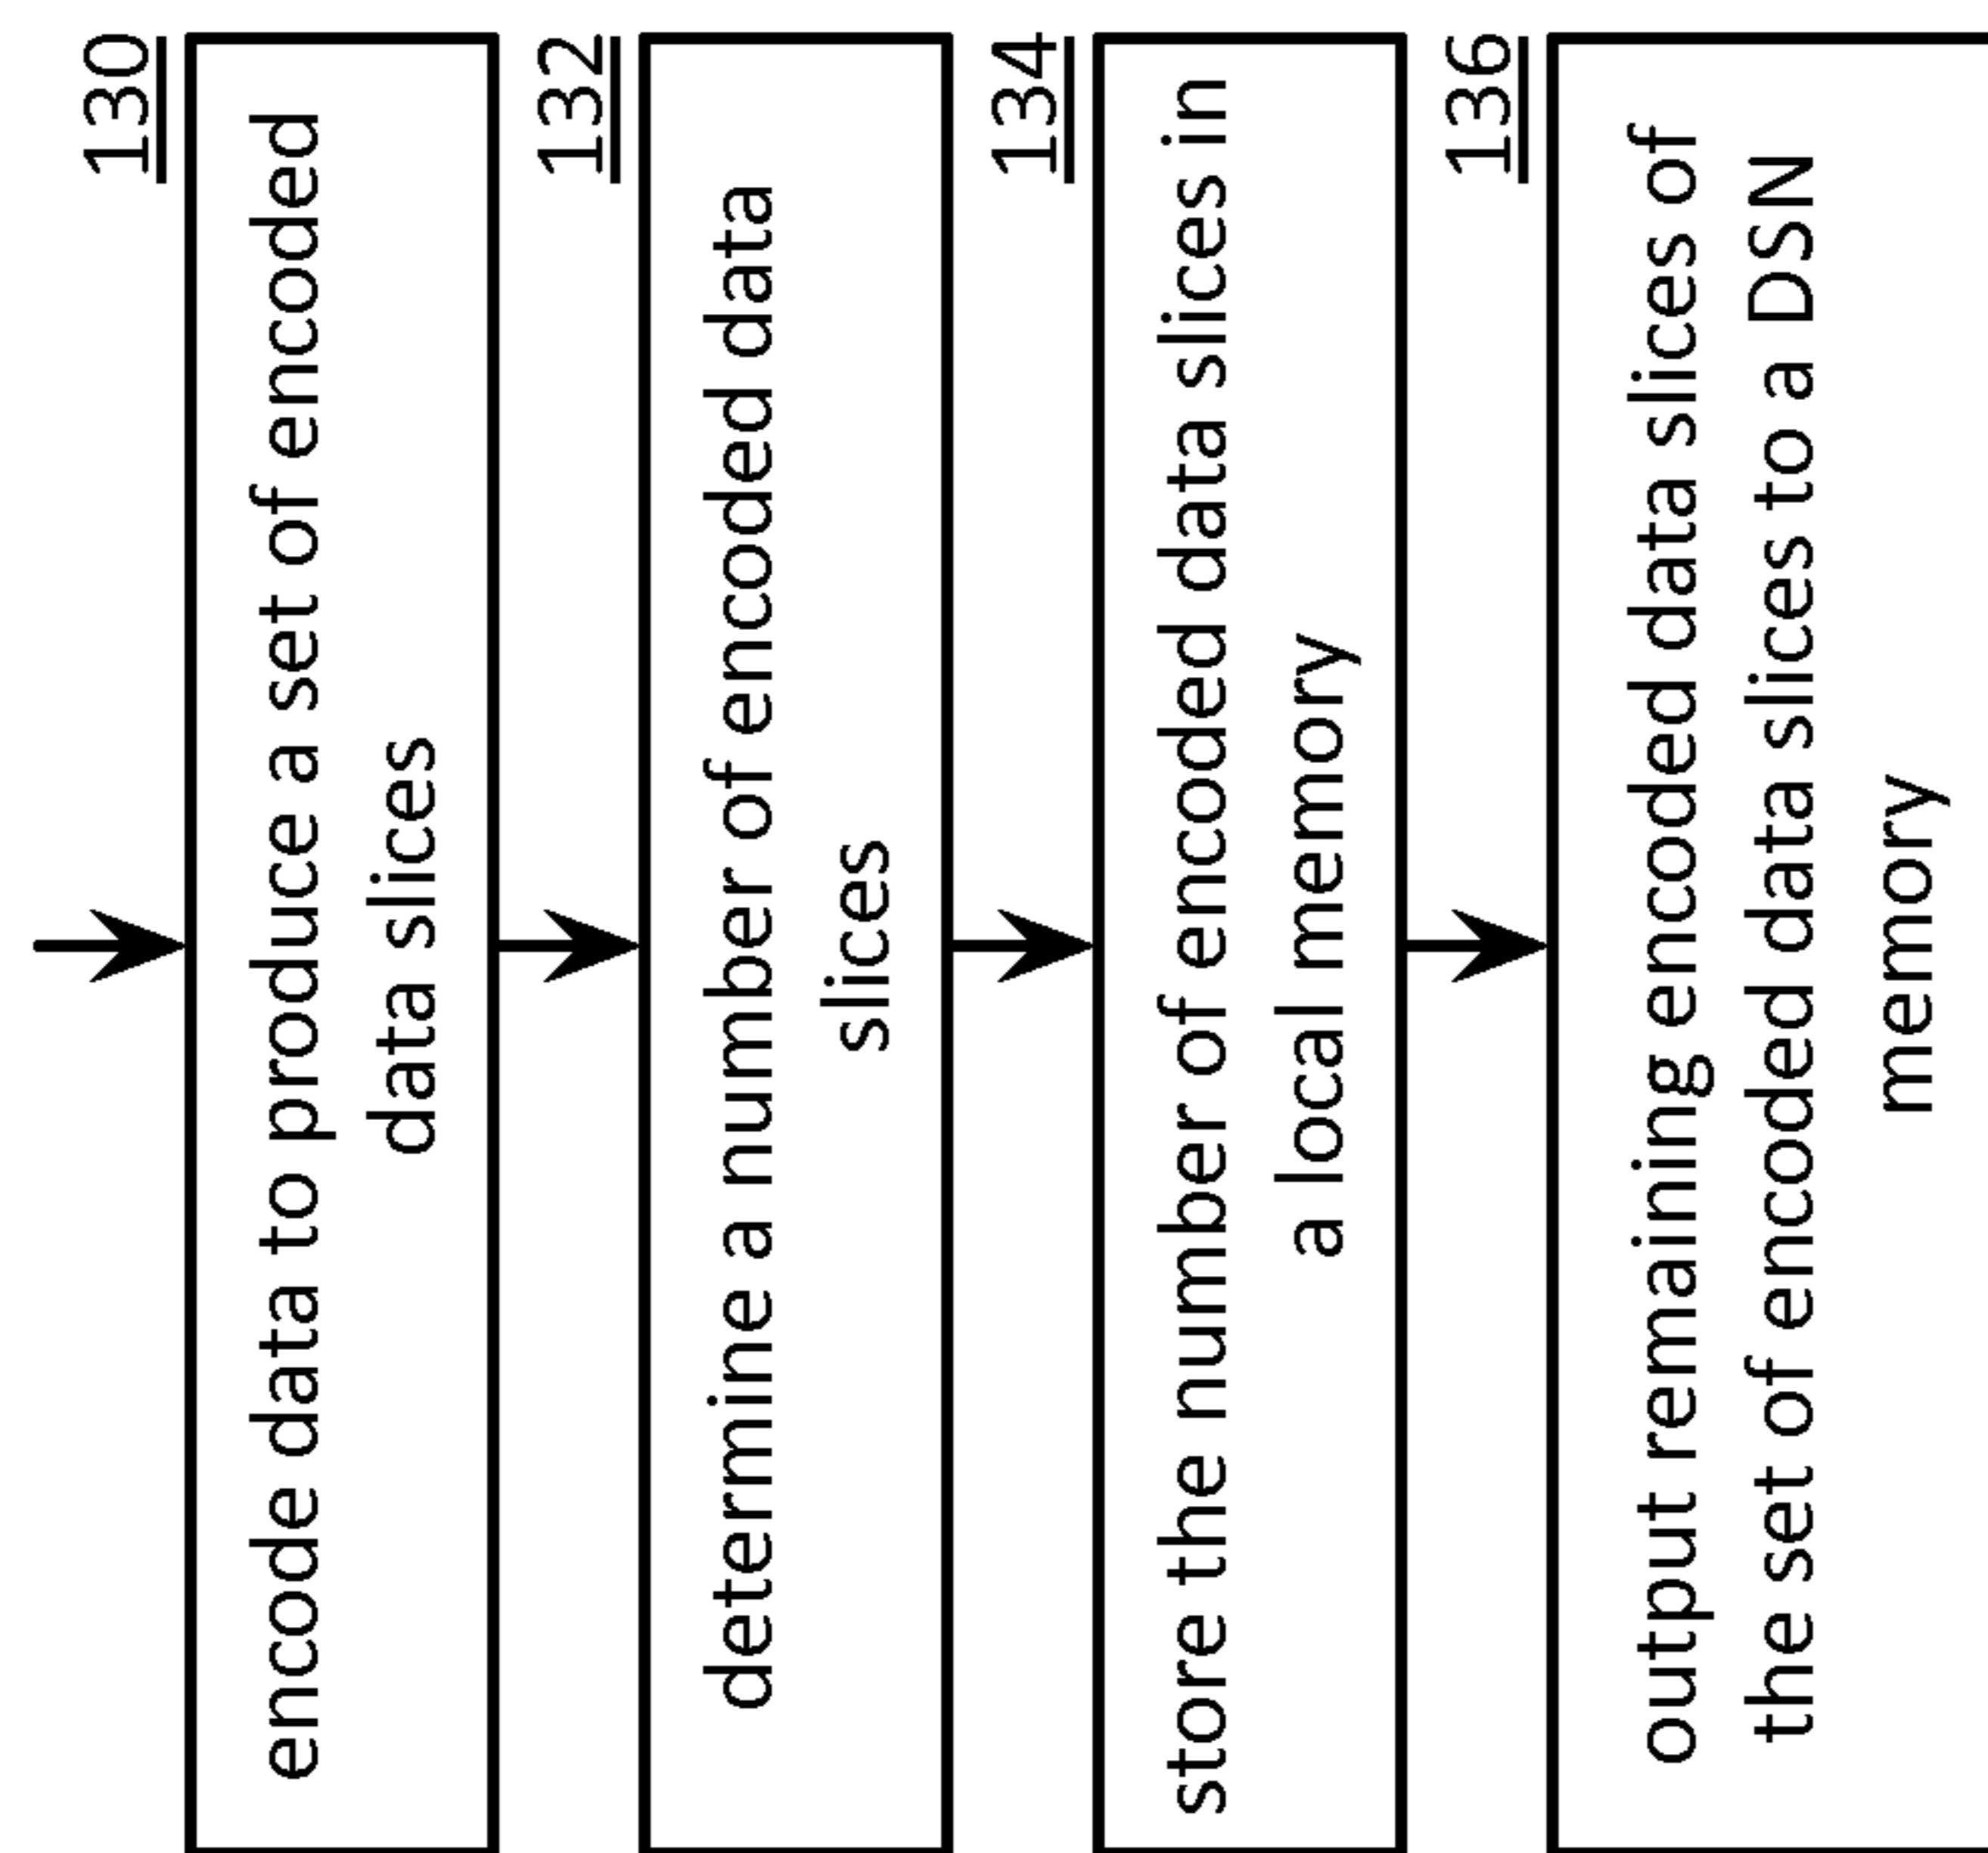 130
encode data to produce a set of encoded
data slices
132
determine a number of encoded data
slices
134
store the number of encoded data slices in
a local memory
136
output remaining encoded data slices of
the set of encoded data slices to a DSN
memory